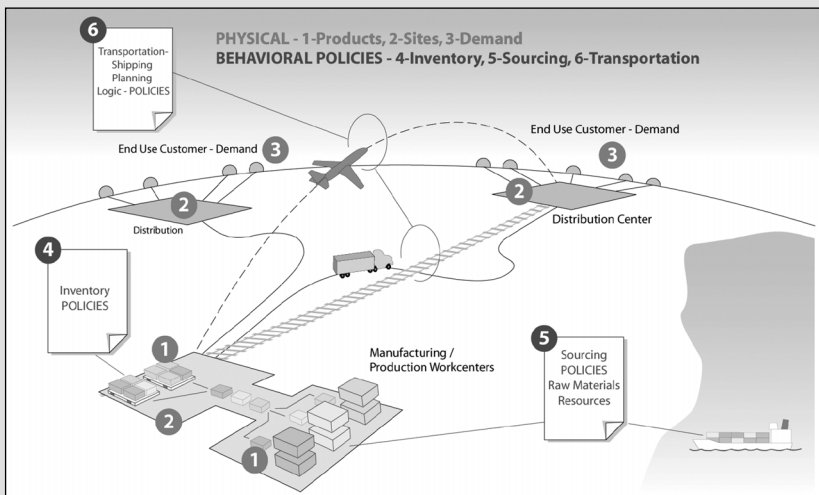 6
Transportation-
Shipping
Planning
Logic - POLICIES
PHYSICAL - 1-Products, 2-Sites, 3-Demand
BEHAVIORAL POLICIES - 4-Inventory, 5-Sourcing, 6-Transportation
End Use Customer - Demand
3
End Use Customer - Demand
3
2
Distribution
2
Distribution Center
4
Inventory
POLICIES
1
2
1
Manufacturing /
Production Workcenters
5
Sourcing
POLICIES
Raw Materials
Resources